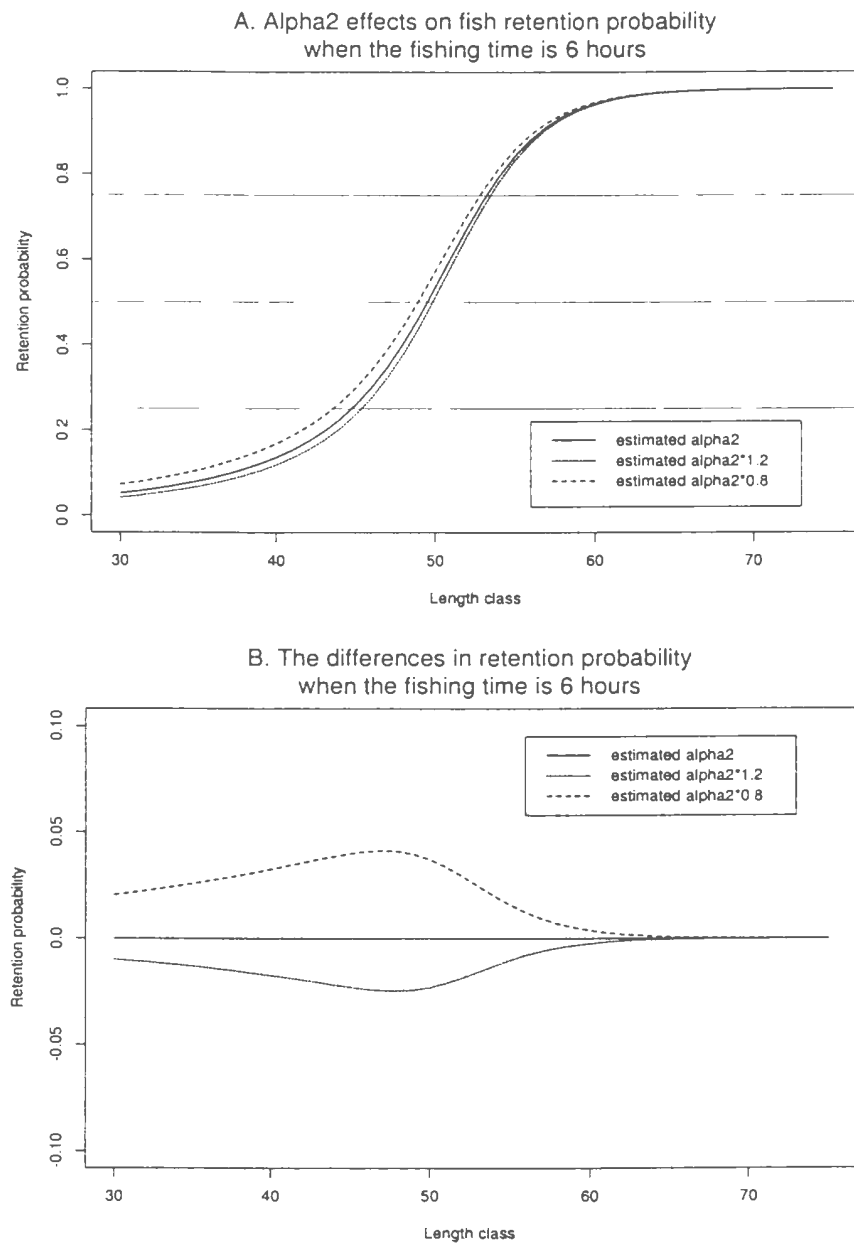 A. Alpha2 effects on fish retention probability
when the fishing time is 6 hours
Retention probability
1.0
0.8
0.6
0.4
0.2
0.0
estimated alpha2
estimated alpha2*1.2
estimated alpha2*0.8
30 40 50 60 70
Length class
B. The differences in retention probability
when the fishing time is 6 hours
Retention probability
0.10
0.05
0.0
-0.05
-0.10
estimated alpha2
estimated alpha2*1.2
estimated alpha2*0.8
30 40 50 60 70
Length class